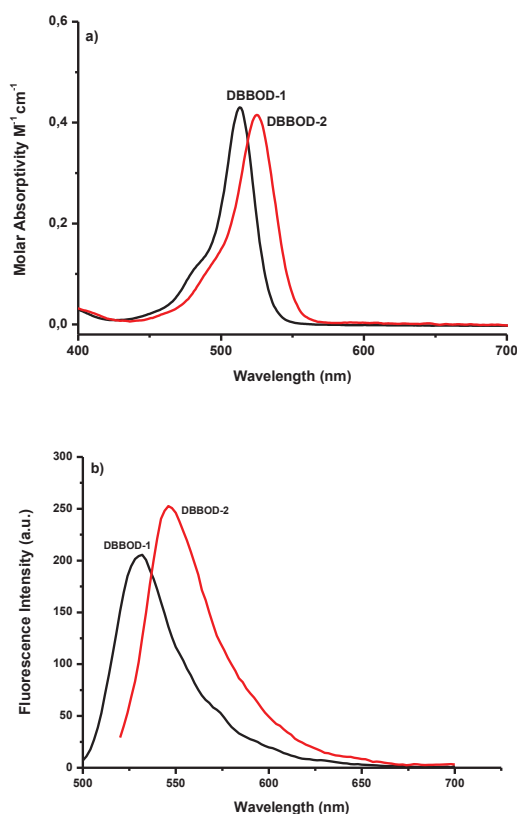 a)
0,6
0,4
0,2
0,0
Molar Absorptivity M⁻¹ cm⁻¹
DBBOD-1
DBBOD-2
400 500 600 700
Wavelength (nm)
b)
300
250
200
150
100
50
0
Fluorescence Intensity (a.u.)
DBBOD-2
DBBOD-1
500 550 600 650 700
Wavelength (nm)